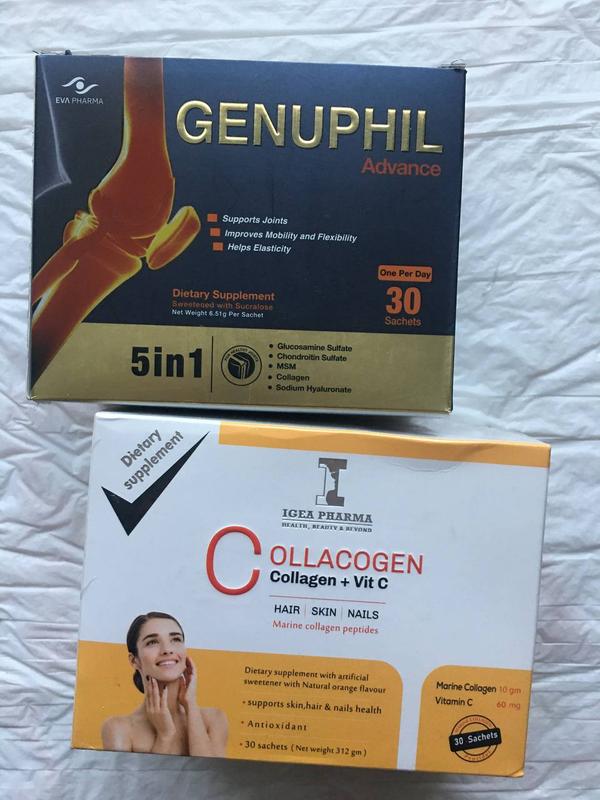 EVA PHARMA
GENUPHIL
Advance
Supports Joints
Improves Mobility and Flexibility
Helps Elasticity
One Per Day
30
Sachets
Dietary Supplement
Sweetened with Sucralose
Net Weight 6.51g Per Sachet
5in1
Glucosamine Sulfate
Chondroitin Sulfate
MSM
Collagen
Sodium Hyaluronate
Dietary
supplement
IGEA PHARMA
HEALTH, BEAUTY & BEYOND
COLLACOGEN
Collagen + Vit C
HAIR | SKIN | NAILS
Marine collagen peptides
Dietary supplement with artificial
sweetener with Natural orange flavour
• supports skin,hair & nails health
• Antioxidant
• 30 sachets ( Net weight 312 gm )
Marine Collagen 10 gm
Vitamin C 60 mg
30 Sachets